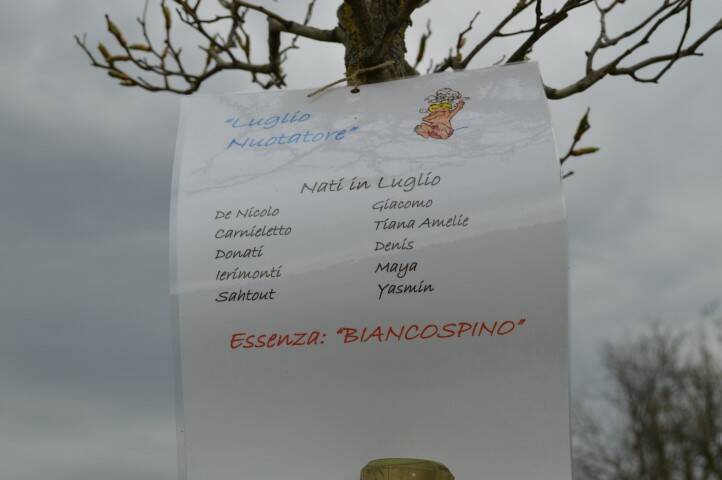 "Luglio
Nuotatore"
Nati in Luglio
De Nicolo Giacomo
Carnieletto Tiana Amelie
Donati Denis
Ierimonti Maya
Sahtout Yasmin
Essenza: "BIANCOSPINO"